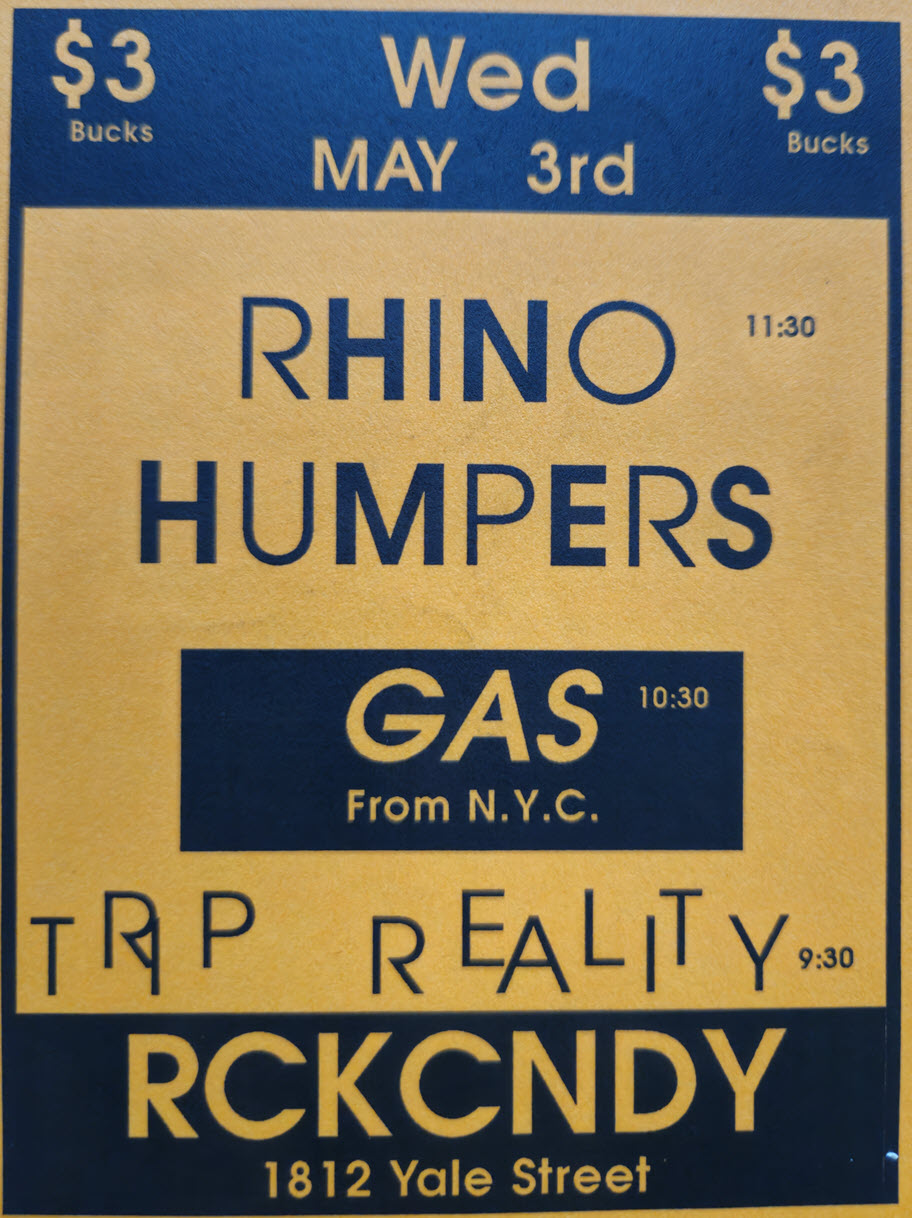 $3 Wed $3
Bucks Bucks
MAY 3rd
RHINO 11:30
HUMPERS
GAS 10:30
From N.Y.C.
TRIP REALITY 9:30
RCKCNDY
1812 Yale Street